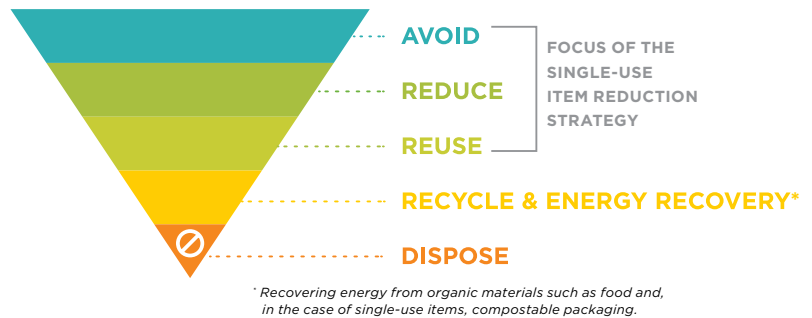 AVOID
REDUCE
REUSE
FOCUS OF THE
SINGLE-USE
ITEM REDUCTION
STRATEGY
RECYCLE & ENERGY RECOVERY*
DISPOSE
* Recovering energy from organic materials such as food and,
in the case of single-use items, compostable packaging.